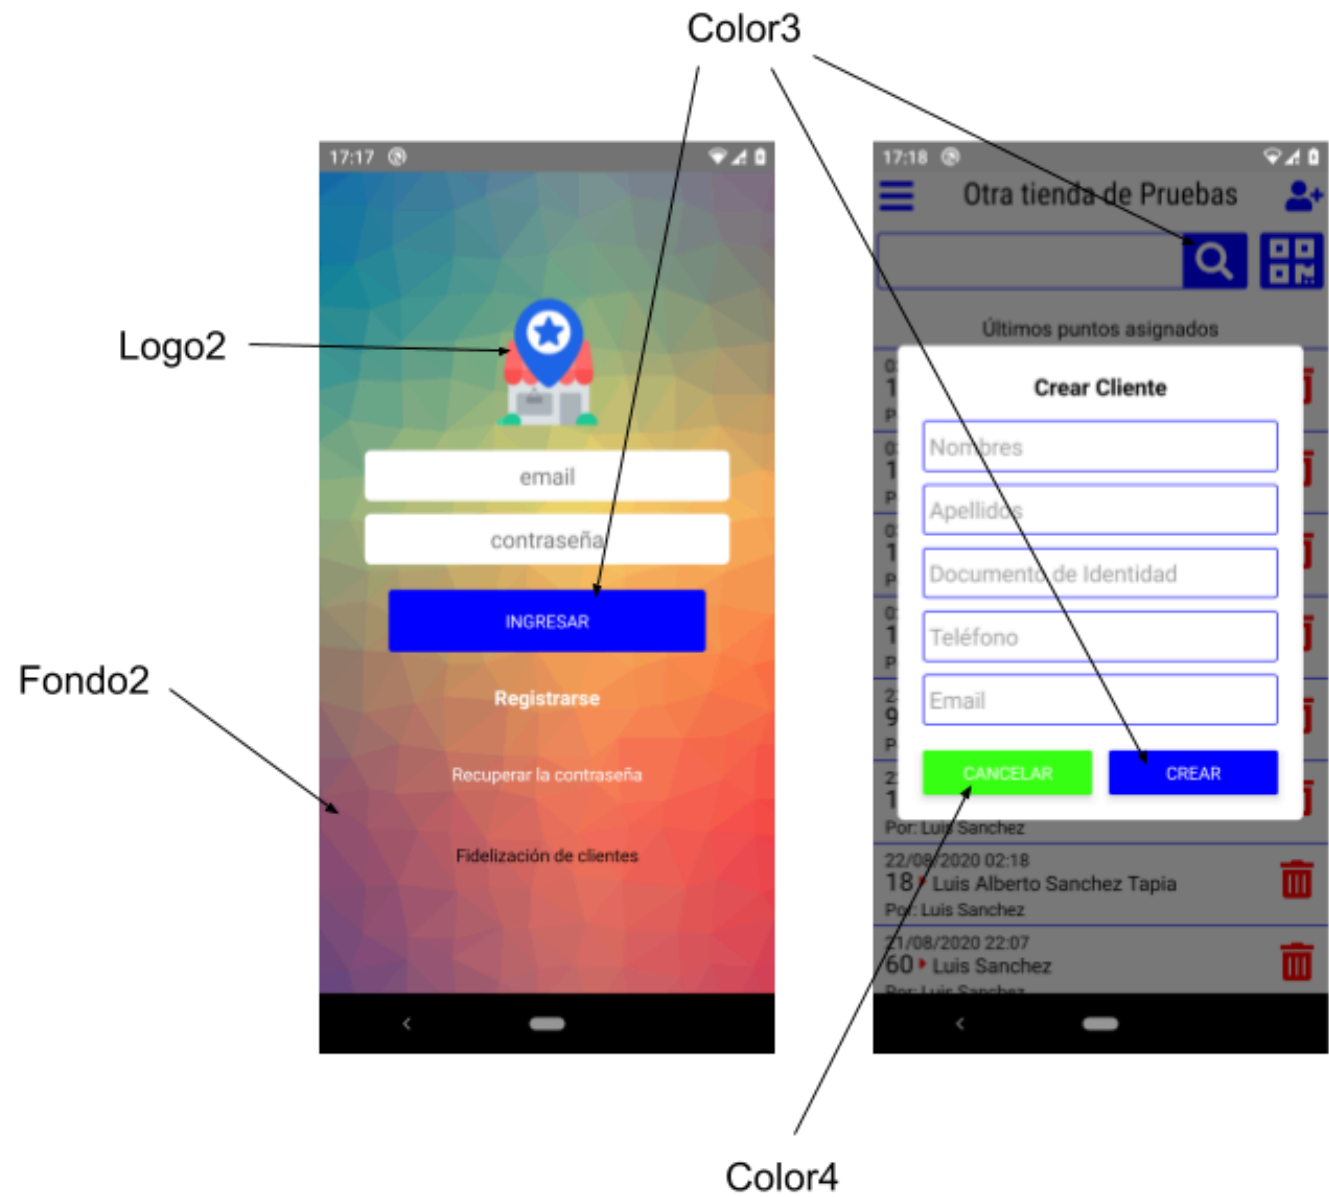 Color3
17:17
Logo2
email
contraseña
INGRESAR
Fondo2
Registrarse
Recuperar la contraseña
Fidelización de clientes
17:18
Otra tienda de Pruebas
Últimos puntos asignados
Crear Cliente
Nombres
Apellidos
Documento de Identidad
Teléfono
Email
CANCELAR CREAR
Por: Luis Sanchez
22/08/2020 02:18
18 Luis Alberto Sanchez Tapia
Por: Luis Sanchez
21/08/2020 22:07
60 Luis Sanchez
Por: Luis Sanchez
Color4